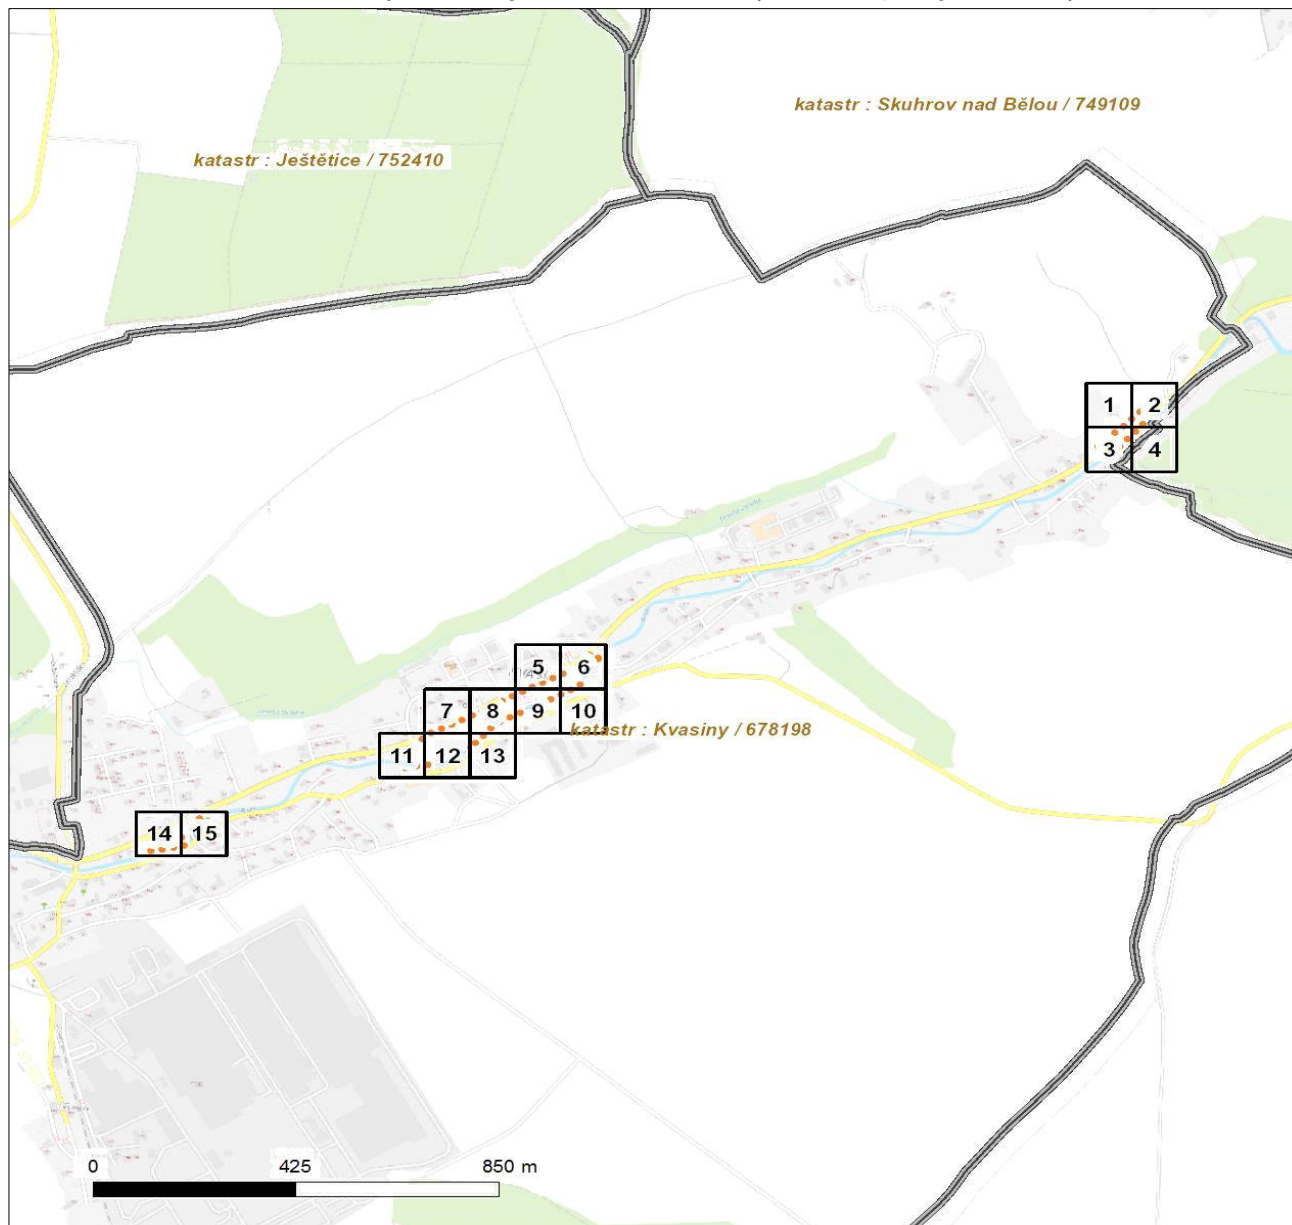 katastr : Skuhrov nad Bělou / 749109
katastr : Ještětice / 752410
1 2
3 4
5 6
7 8 9 10
katastr : Kvasiny / 678198
11 12 13
14 15
0 425 850 m